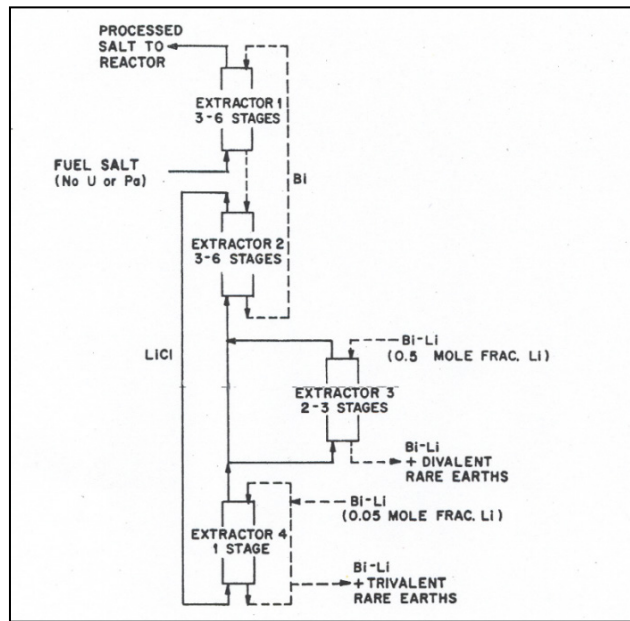 PROCESSED
SALT TO
REACTOR
EXTRACTOR 1
3-6 STAGES
FUEL SALT
(No U or Pa)
Bi
EXTRACTOR 2
3-6 STAGES
LiCl
Bi-Li
(0.5 MOLE FRAC. Li)
EXTRACTOR 3
2-3 STAGES
Bi-Li
+ DIVALENT
RARE EARTHS
Bi-Li
(0.05 MOLE FRAC. Li)
EXTRACTOR 4
1 STAGE
Bi-Li
+ TRIVALENT
RARE EARTHS